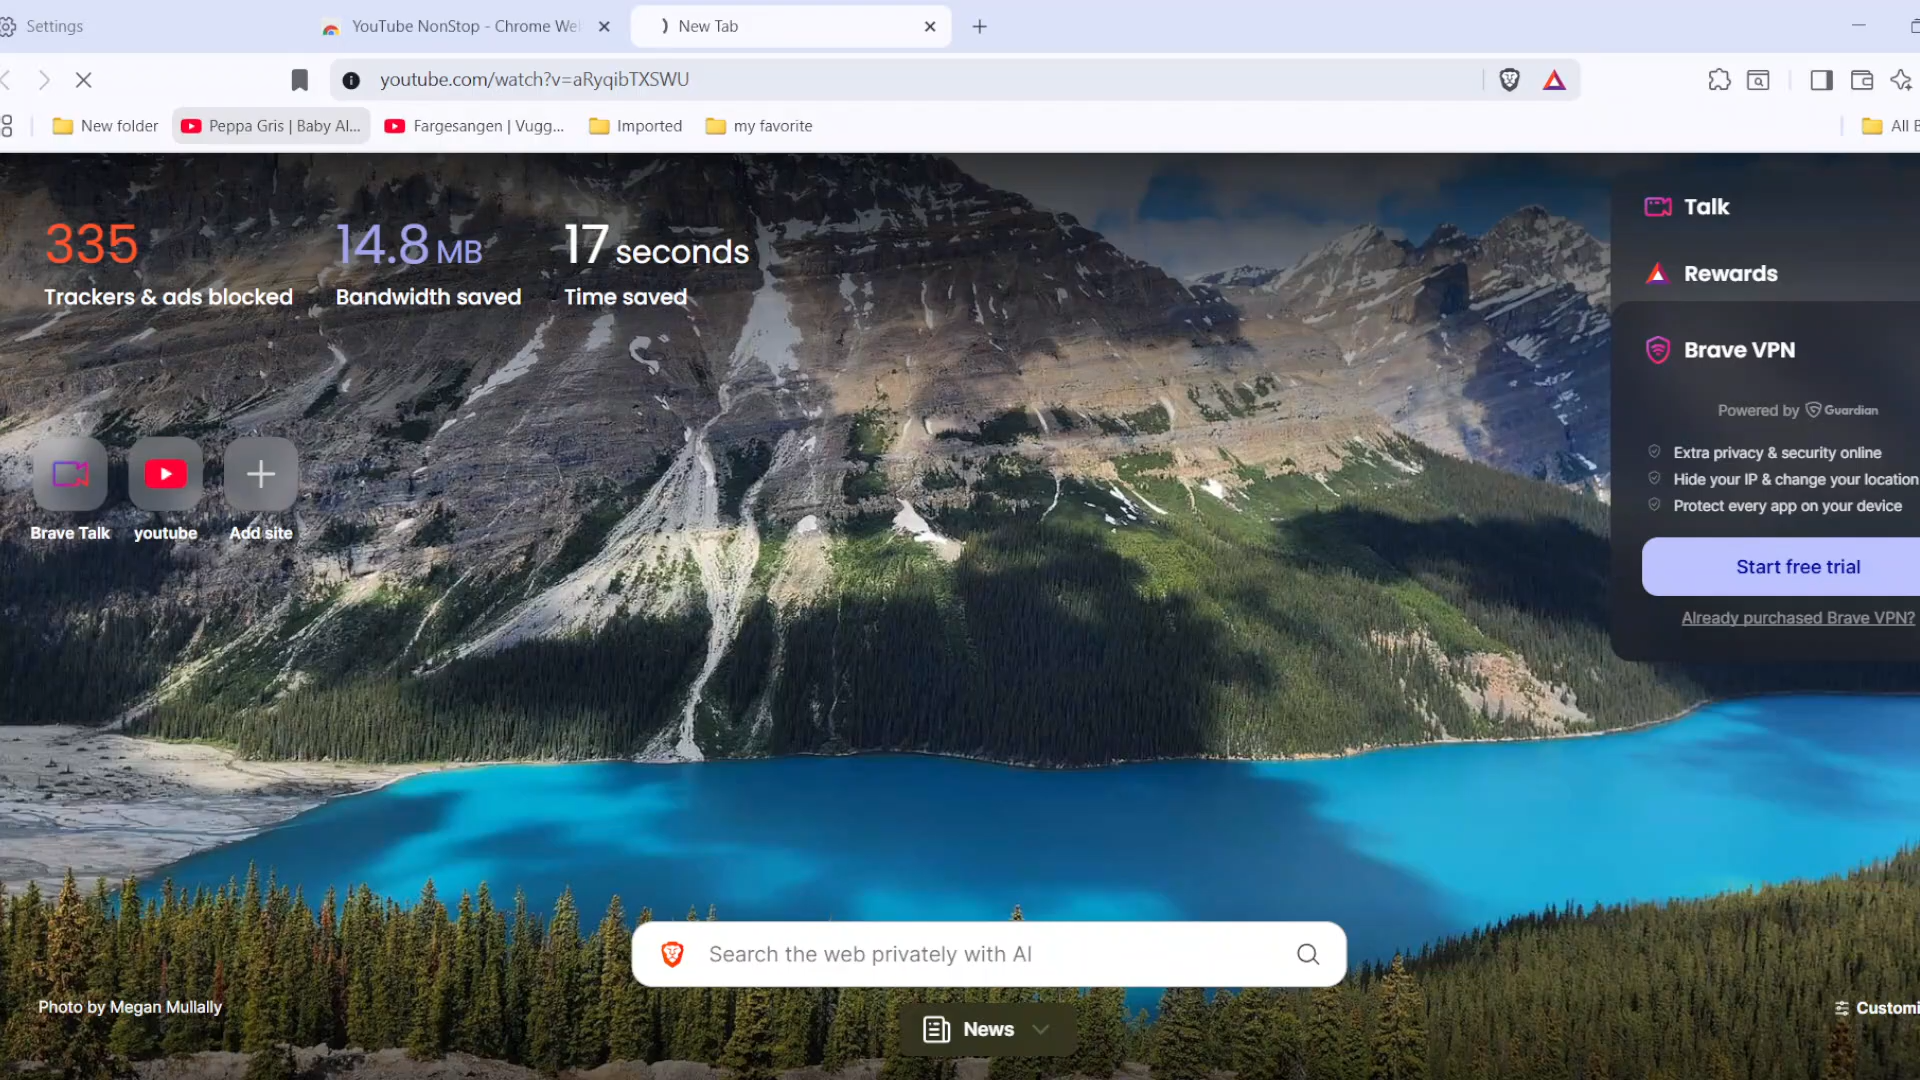 Settings
YouTube NonStop - Chrome We
New Tab
youtube.com/watch?v=aRyqibTXSWU
New folder
Peppa Gris | Baby Al...
Fargesangen | Vugg...
Imported
my favorite
All B
335
Trackers & ads blocked
14.8 MB
Bandwidth saved
17 seconds
Time saved
Talk
Rewards
Brave VPN
Powered by Guardian
Extra privacy & security online
Hide your IP & change your location
Protect every app on your device
Start free trial
Already purchased Brave VPN?
Brave Talk
youtube
Add site
Search the web privately with AI
Photo by Megan Mullally
News
Customi